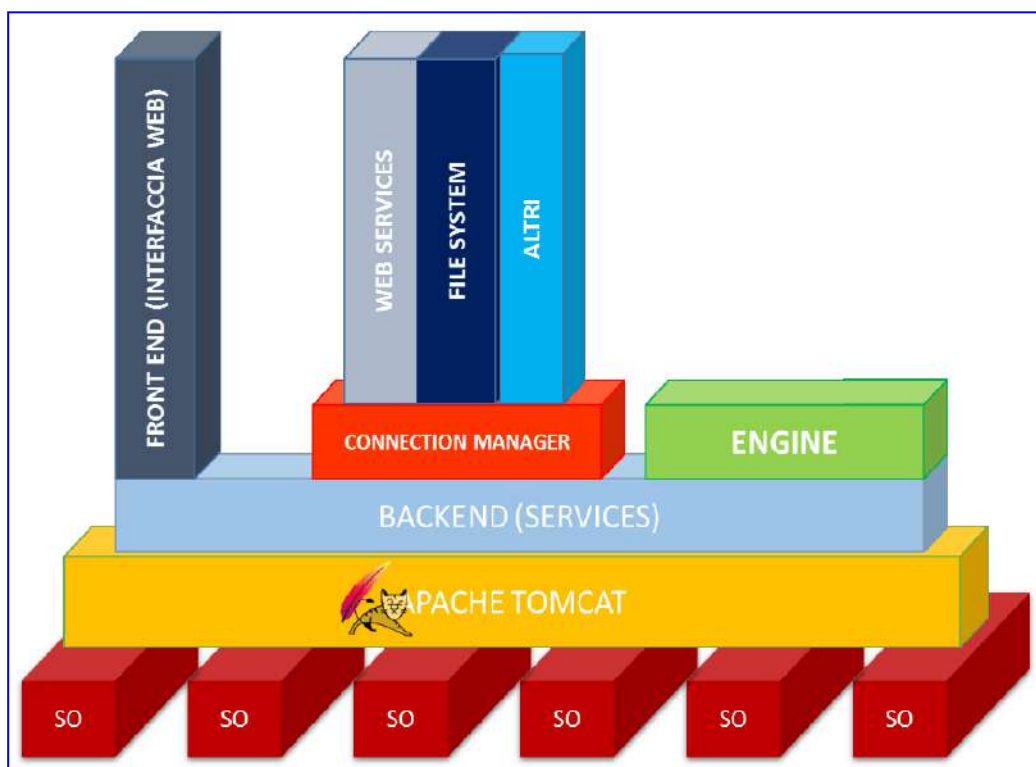 FRONT END (INTERFACCIA WEB)
WEB SERVICES
FILE SYSTEM
ALTRI
CONNECTION MANAGER
ENGINE
BACKEND (SERVICES)
APACHE TOMCAT
SO
SO
SO
SO
SO
SO